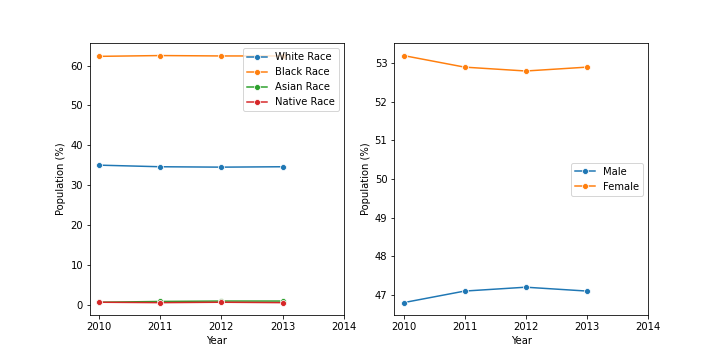 60
50
40
30
20
10
0
Population (%)
2010 2011 2012 2013 2014
Year
White Race
Black Race
Asian Race
Native Race
53
52
51
50
49
48
47
Population (%)
2010 2011 2012 2013 2014
Year
Male
Female